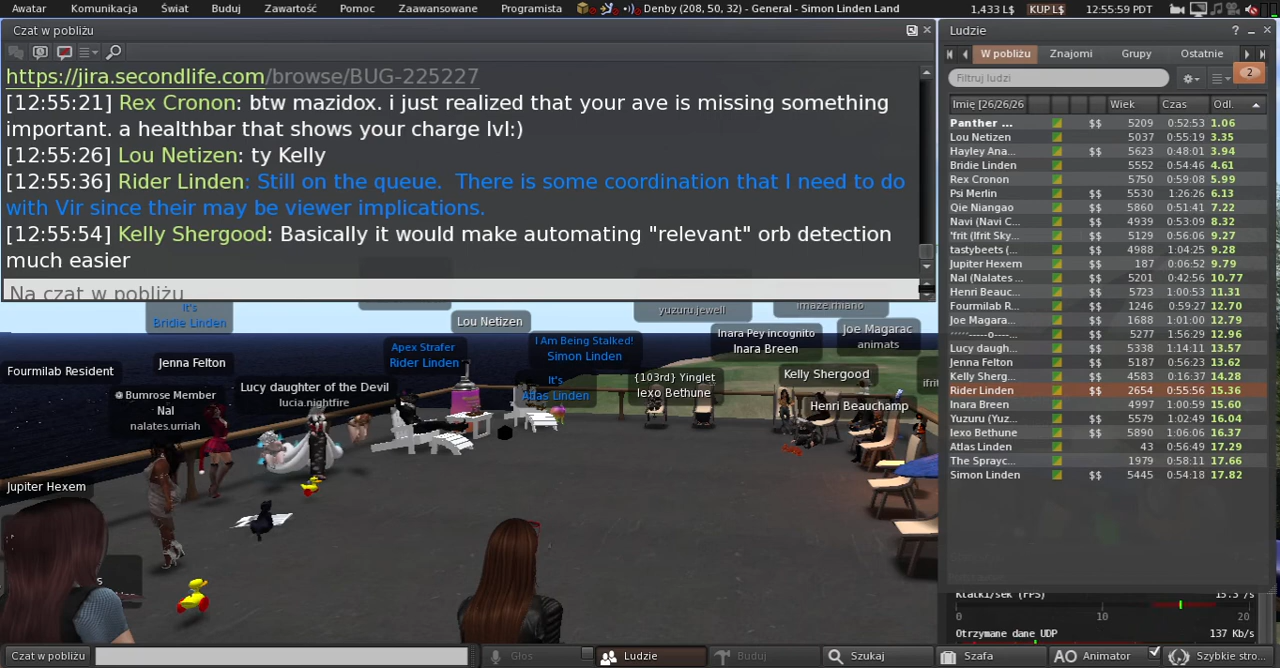 Awatar Komunikacja Świat Buduj Zawartość Pomoc Zaawansowane Programista Denby (208, 50, 32) - General - Simon Linden Land 1,433 L$ KUP L$ 12:55:59 PDT
Czat w pobliżu
https://jira.secondlife.com/browse/BUG-225227
[12:55:21] Rex Cronon: btw mazidox. i just realized that your ave is missing something
important. a healthbar that shows your charge lvl:)
[12:55:26] Lou Netizen: ty Kelly
[12:55:36] Rider Linden: Still on the queue.  There is some coordination that I need to do
with Vir since their may be viewer implications.
[12:55:54] Kelly Shergood: Basically it would make automating "relevant" orb detection
much easier
Na czat w pobliżu
It's
Bridie Linden
Lou Netizen
yuzuru.jewell
Apex Strafer
Rider Linden
I Am Being Stalked!
Simon Linden
Inara Pey incognito
Inara Breen
Joe Magarac
animats
Fourmilab Resident
Jenna Felton
It's
Atlas Linden
{103rd} Yinglet
Iexo Bethune
Kelly Shergood
Bumrose Member
Nal
nalates.urriah
Lucy daughter of the Devil
lucia.nightfire
Henri Beauchamp
Jupiter Hexem
Ludzie
W pobliżu Znajomi Grupy Ostatnie
Filtruj ludzi
2
Imię [26/26/26 Wiek Czas Odl.
Panther ... $$ 5209 0:52:53 1.06
Lou Netizen 5037 0:55:19 3.35
Hayley Ana... $$ 5623 0:48:01 3.94
Bridie Linden 5552 0:54:46 4.61
Rex Cronon 5750 0:59:08 5.99
Psi Merlin $$ 5530 1:26:26 6.13
Qie Niangao $$ 5860 0:51:41 7.22
Navi (Navi C... $$ 4939 0:53:09 8.32
'frit (Ifrit Sky... $$ 5129 0:56:06 9.27
tastybeets (... $$ 4988 1:04:25 9.28
Jupiter Hexem $$ 187 0:06:52 9.79
Nal (Nalates ... $$ 5201 0:42:56 10.77
Henri Beauc... $$ 5723 1:00:53 11.31
Fourmilab R... $$ 1246 0:59:27 12.70
Joe Magara... $$ 1688 1:01:00 12.79
$$ 5277 1:56:29 12.96
Lucy daugh... $$ 5338 1:14:11 13.57
Jenna Felton $$ 5187 0:56:23 13.62
Kelly Sherg... $$ 4583 0:16:37 14.28
Rider Linden $$ 2654 0:55:56 15.36
Inara Breen $$ 4997 1:00:59 15.60
Yuzuru (Yuz... $$ 5579 1:02:49 16.04
Iexo Bethune $$ 5890 1:06:06 16.37
Atlas Linden 43 0:56:49 17.29
The Sprayc... 1979 0:58:11 17.66
Simon Linden $$ 5445 0:54:18 17.82
Klatki/sek (FPS) 15.3 /s
0 10 20
Otrzymane dane UDP 137 Kb/s
Czat w pobliżu Głos Ludzie Buduj Szukaj Szafa AO Animator Szybkie stro...